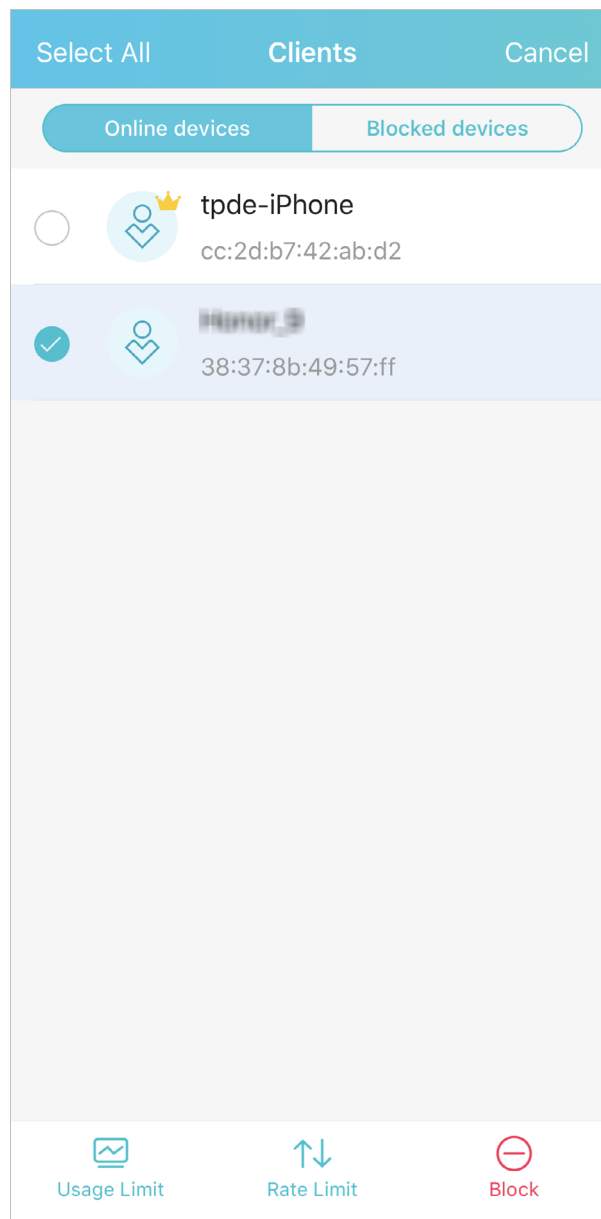 Select All Clients Cancel
Online devices Blocked devices
tpde-iPhone
cc:2d:b7:42:ab:d2
38:37:8b:49:57:ff
Usage Limit Rate Limit Block